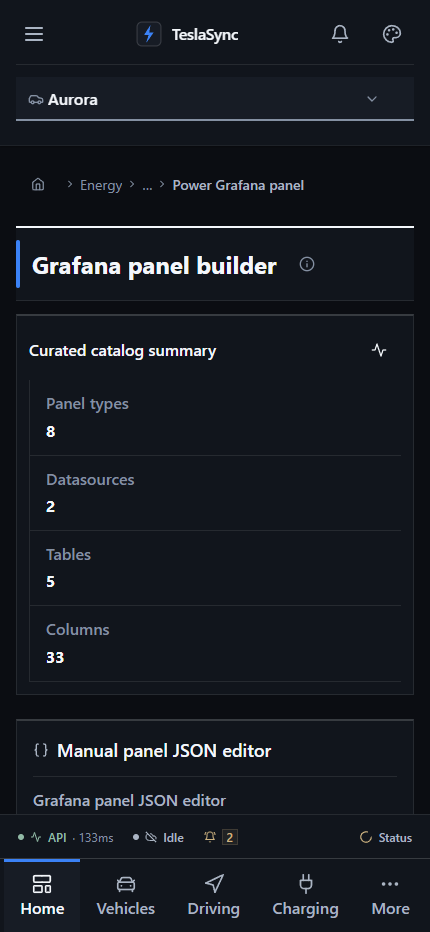 TeslaSync
Aurora
Energy ... Power Grafana panel
Grafana panel builder
Curated catalog summary
Panel types
8
Datasources
2
Tables
5
Columns
33
{} Manual panel JSON editor
Grafana panel JSON editor
API · 133ms Idle 2 Status
Home Vehicles Driving Charging More